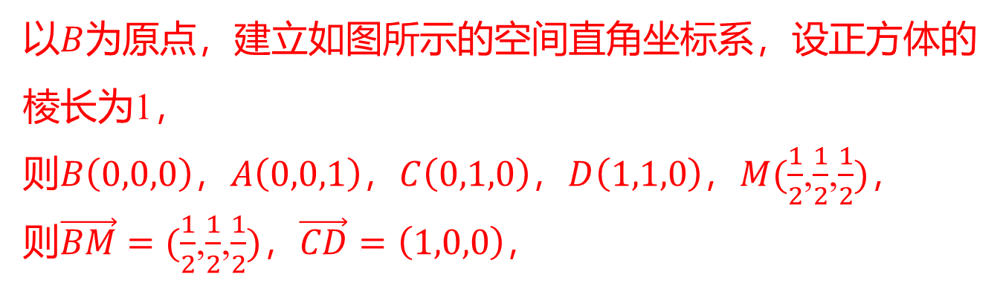 以B为原点，建立如图所示的空间直角坐标系，设正方体的
棱长为1，
则B(0,0,0)，A(0,0,1)，C(0,1,0)，D(1,1,0)，M(\frac{1}{2},\frac{1}{2},\frac{1}{2})，
则\overrightarrow{BM} = (\frac{1}{2},\frac{1}{2},\frac{1}{2})，\overrightarrow{CD} = (1,0,0)，